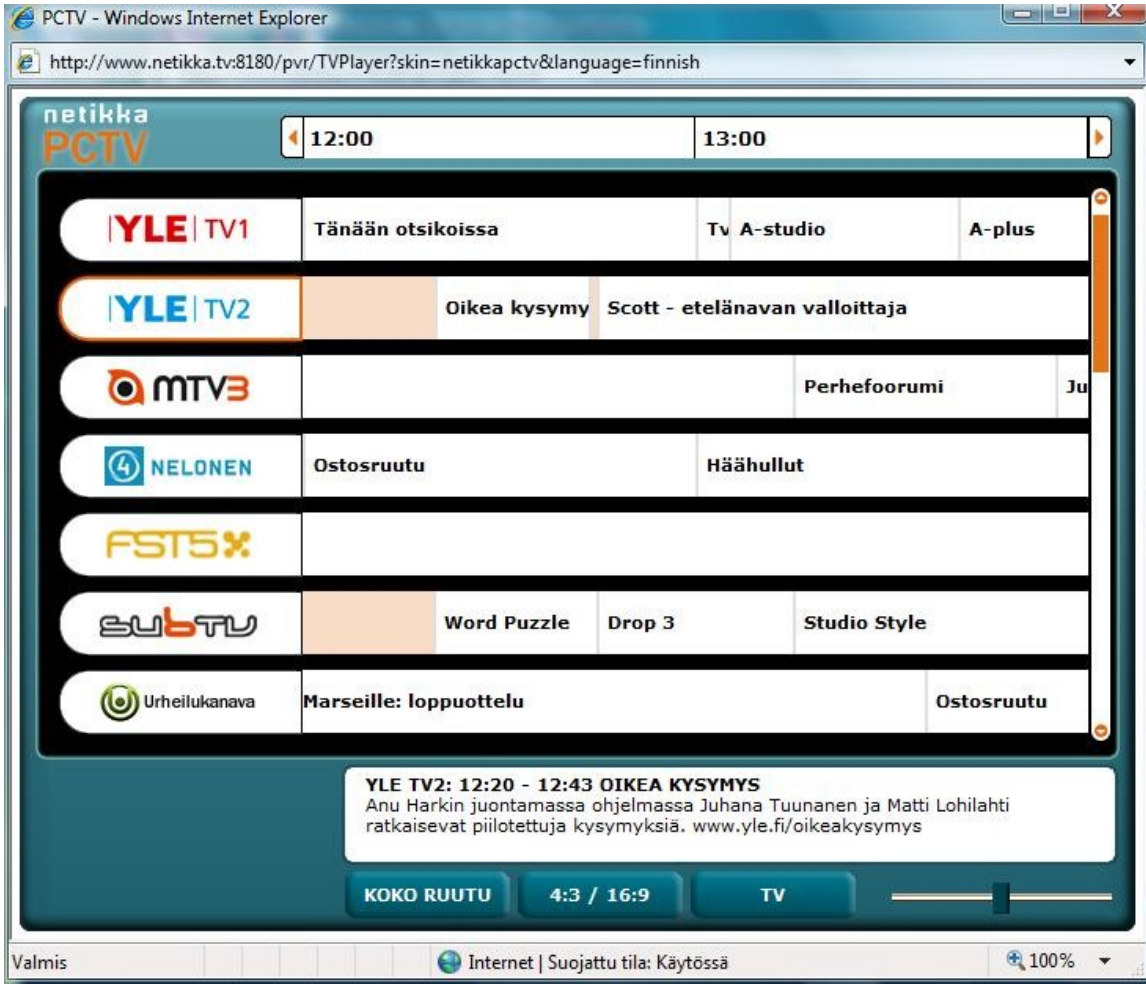 PCTV - Windows Internet Explorer
http://www.netikka.tv:8180/pvr/TVPlayer?skin=netikkapctv&language=finnish
netikka
PCTV
12:00 13:00
YLE TV1 Tänään otsikoissa Tv A-studio A-plus
YLE TV2 Oikea kysymy Scott - etelänavan valloittaja
MTV3 Perhefoorumi Ju
4 NELONEN Ostosruutu Häähullut
FST5
SUBTV Word Puzzle Drop 3 Studio Style
Urheilukanava Marseille: loppuottelu Ostosruutu
YLE TV2: 12:20 - 12:43 OIKEA KYSYMYS
Anu Harkin juontamassa ohjelmassa Juhana Tuunanen ja Matti Lohilahti
ratkaisevat piilotettuja kysymyksiä. www.yle.fi/oikeakysymys
KOKO RUUTU 4:3 / 16:9 TV
Valmis Internet | Suojattu tila: Käytössä 100%